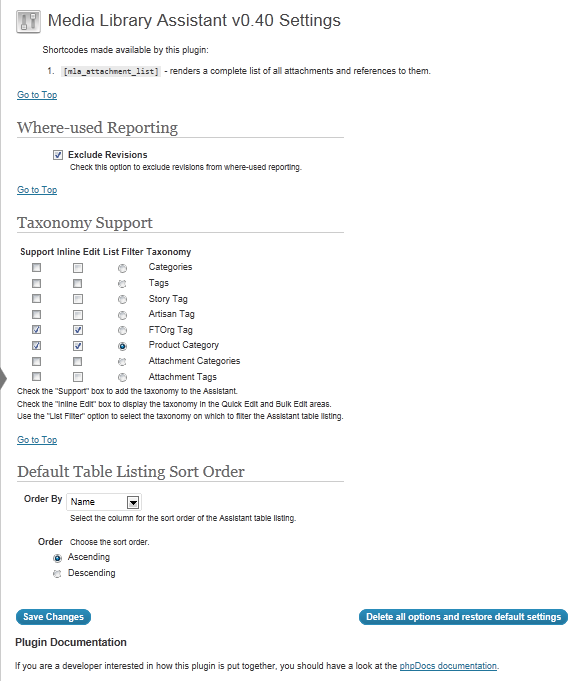 Media Library Assistant v0.40 Settings
Shortcodes made available by this plugin:
1. [mla_attachment_list] - renders a complete list of all attachments and references to them.
Go to Top
Where-used Reporting
Exclude Revisions
Check this option to exclude revisions from where-used reporting.
Go to Top
Taxonomy Support
Support Inline Edit List Filter Taxonomy
Categories
Tags
Story Tag
Artisan Tag
FTOrg Tag
Product Category
Attachment Categories
Attachment Tags
Check the "Support" box to add the taxonomy to the Assistant.
Check the "Inline Edit" box to display the taxonomy in the Quick Edit and Bulk Edit areas.
Use the "List Filter" option to select the taxonomy on which to filter the Assistant table listing.
Go to Top
Default Table Listing Sort Order
Order By Name
Select the column for the sort order of the Assistant table listing.
Order Choose the sort order.
Ascending
Descending
Save Changes Delete all options and restore default settings
Plugin Documentation
If you are a developer interested in how this plugin is put together, you should have a look at the phpDocs documentation.